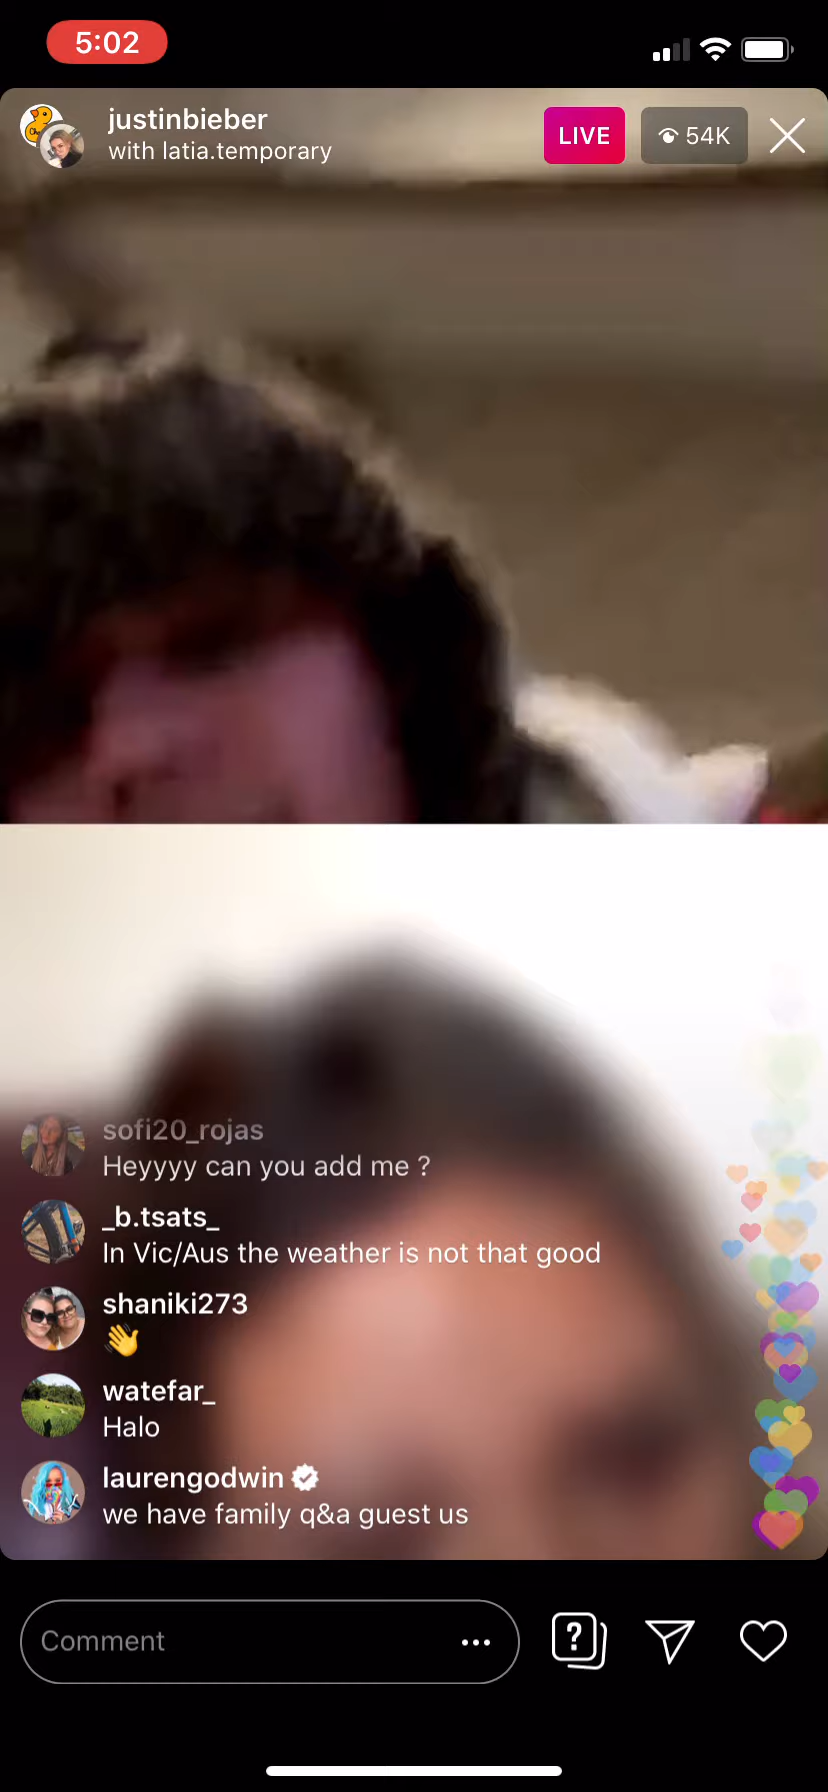 5:02
justinbieber
with latia.temporary
LIVE
54K
sofi20_rojas
Heyyyy can you add me ?
_b.tsats_
In Vic/Aus the weather is not that good
shaniki273
👋
watefar_
Halo
laurengodwin
we have family q&a guest us
Comment
?